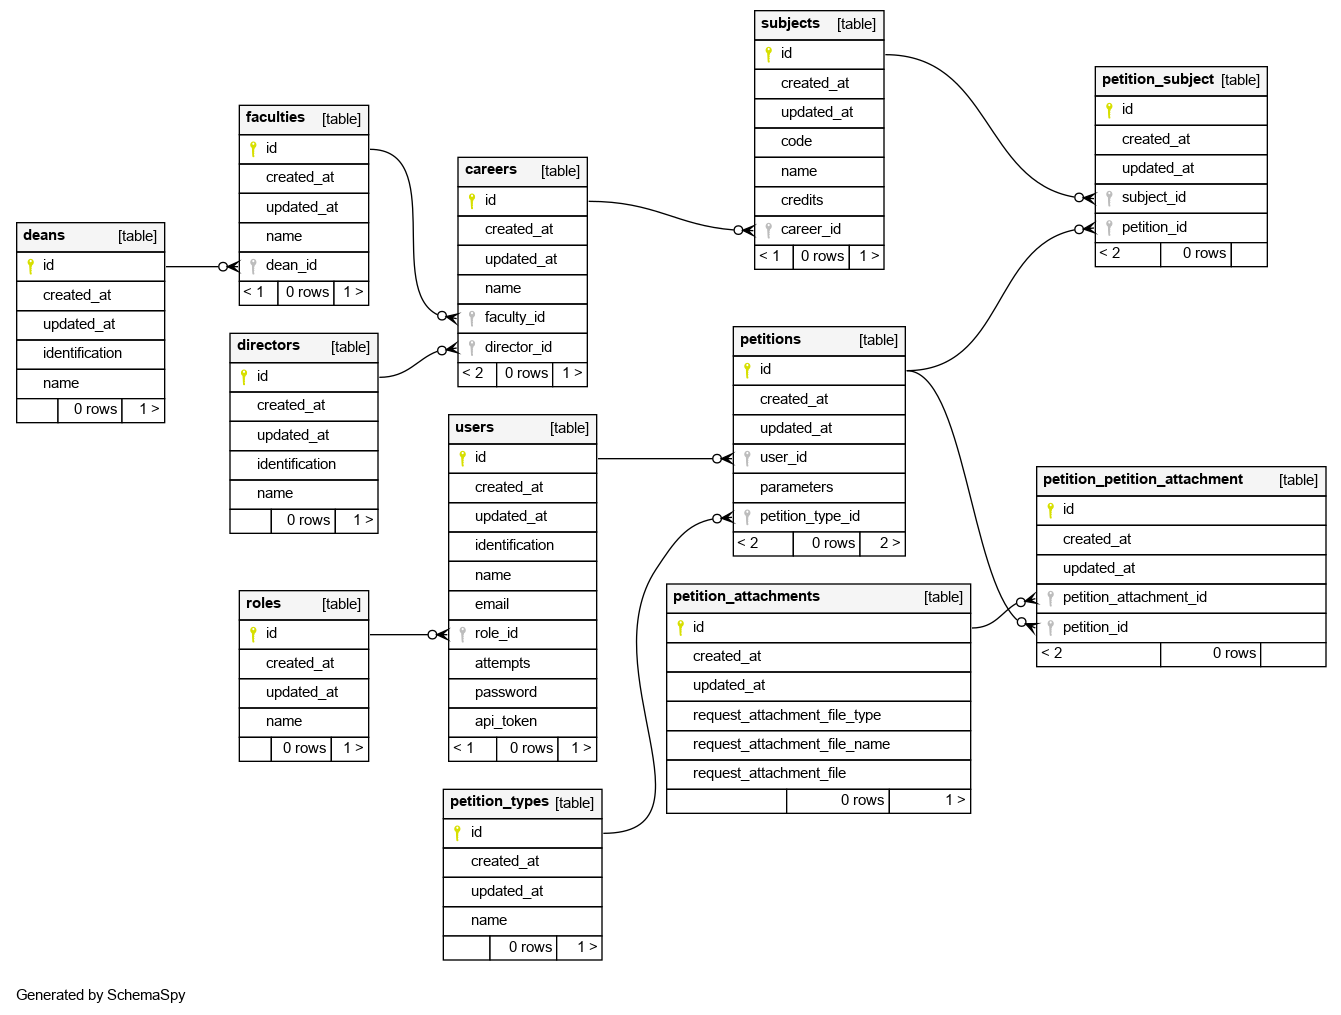 deans [table]
id
created_at
updated_at
identification
name
0 rows 1 >
faculties [table]
id
created_at
updated_at
name
dean_id
< 1 0 rows 1 >
directors [table]
id
created_at
updated_at
identification
name
0 rows 1 >
roles [table]
id
created_at
updated_at
name
0 rows 1 >
careers [table]
id
created_at
updated_at
name
faculty_id
director_id
< 2 0 rows 1 >
users [table]
id
created_at
updated_at
identification
name
email
role_id
attempts
password
api_token
< 1 0 rows 1 >
petition_types [table]
id
created_at
updated_at
name
0 rows 1 >
subjects [table]
id
created_at
updated_at
code
name
credits
career_id
< 1 0 rows 1 >
petitions [table]
id
created_at
updated_at
user_id
parameters
petition_type_id
< 2 0 rows 2 >
petition_attachments [table]
id
created_at
updated_at
request_attachment_file_type
request_attachment_file_name
request_attachment_file
0 rows 1 >
petition_subject [table]
id
created_at
updated_at
subject_id
petition_id
< 2 0 rows
petition_petition_attachment [table]
id
created_at
updated_at
petition_attachment_id
petition_id
< 2 0 rows
Generated by SchemaSpy